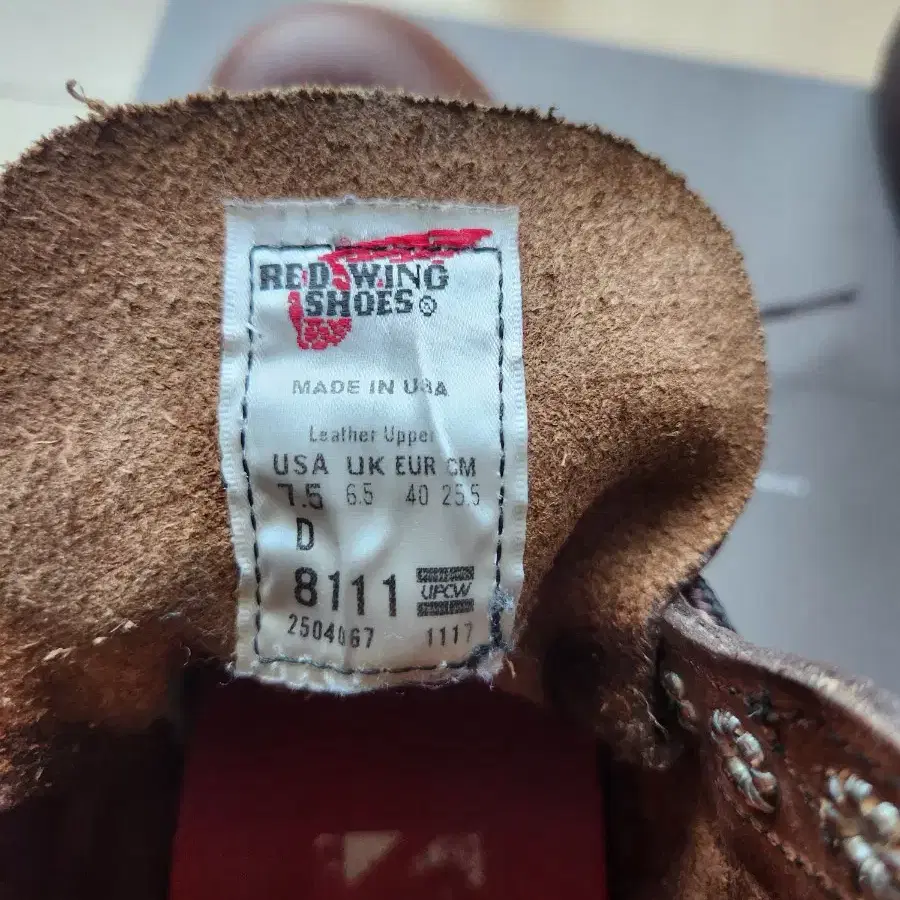 RED WING
SHOES ®
MADE IN USA
Leather Upper
USA UK EUR CM
7.5 6.5 40 25.5
D
8111 UFCW
2504067 1117